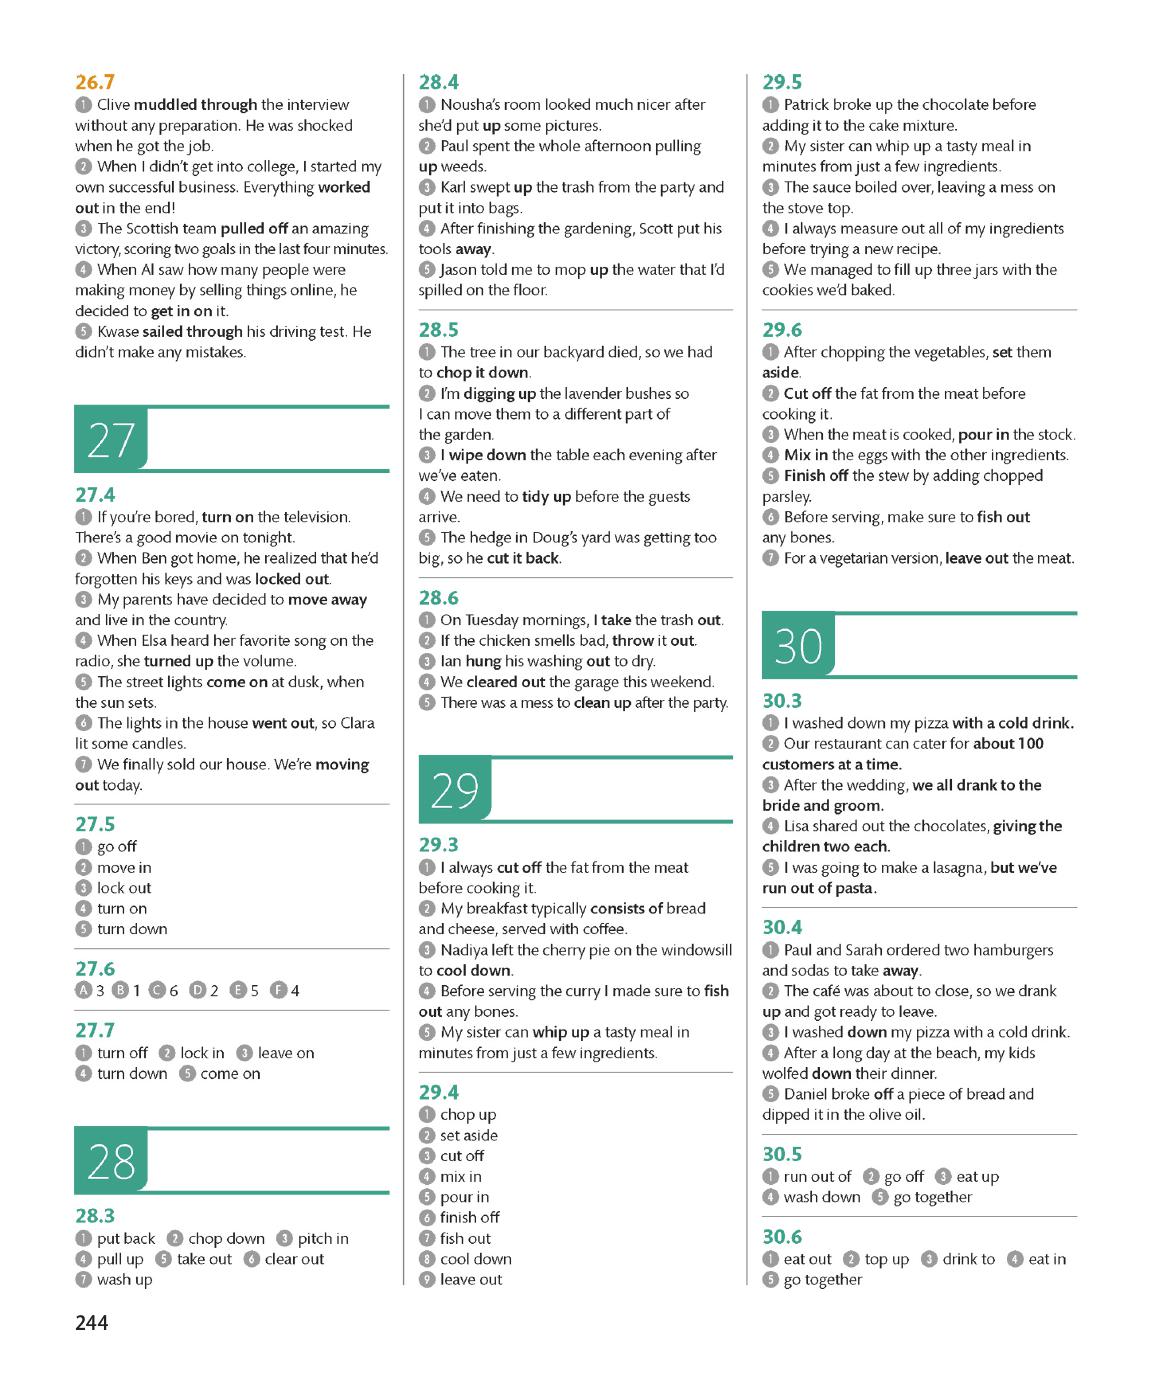 26.7
1 Clive muddled through the interview
without any preparation. He was shocked
when he got the job.
2 When I didn't get into college, I started my
own successful business. Everything worked
out in the end!
3 The Scottish team pulled off an amazing
victory, scoring two goals in the last four minutes.
4 When Al saw how many people were
making money by selling things online, he
decided to get in on it.
5 Kwase sailed through his driving test. He
didn't make any mistakes.
27
27.4
1 If you're bored, turn on the television.
There's a good movie on tonight.
2 When Ben got home, he realized that he'd
forgotten his keys and was locked out.
3 My parents have decided to move away
and live in the country.
4 When Elsa heard her favorite song on the
radio, she turned up the volume.
5 The street lights come on at dusk, when
the sun sets.
6 The lights in the house went out, so Clara
lit some candles.
7 We finally sold our house. We're moving
out today.
27.5
1 go off
2 move in
3 lock out
4 turn on
5 turn down
27.6
A 3 B 1 C 6 D 2 E 5 F 4
27.7
1 turn off 2 lock in 3 leave on
4 turn down 5 come on
28
28.3
1 put back 2 chop down 3 pitch in
4 pull up 5 take out 6 clear out
7 wash up
28.4
1 Nousha's room looked much nicer after
she'd put up some pictures.
2 Paul spent the whole afternoon pulling
up weeds.
3 Karl swept up the trash from the party and
put it into bags.
4 After finishing the gardening, Scott put his
tools away.
5 Jason told me to mop up the water that I'd
spilled on the floor.
28.5
1 The tree in our backyard died, so we had
to chop it down.
2 I'm digging up the lavender bushes so
I can move them to a different part of
the garden.
3 I wipe down the table each evening after
we've eaten.
4 We need to tidy up before the guests
arrive.
5 The hedge in Doug's yard was getting too
big, so he cut it back.
28.6
1 On Tuesday mornings, I take the trash out.
2 If the chicken smells bad, throw it out.
3 Ian hung his washing out to dry.
4 We cleared out the garage this weekend.
5 There was a mess to clean up after the party.
29
29.3
1 I always cut off the fat from the meat
before cooking it.
2 My breakfast typically consists of bread
and cheese, served with coffee.
3 Nadiya left the cherry pie on the windowsill
to cool down.
4 Before serving the curry I made sure to fish
out any bones.
5 My sister can whip up a tasty meal in
minutes from just a few ingredients.
29.4
1 chop up
2 set aside
3 cut off
4 mix in
5 pour in
6 finish off
7 fish out
8 cool down
9 leave out
29.5
1 Patrick broke up the chocolate before
adding it to the cake mixture.
2 My sister can whip up a tasty meal in
minutes from just a few ingredients.
3 The sauce boiled over, leaving a mess on
the stove top.
4 I always measure out all of my ingredients
before trying a new recipe.
5 We managed to fill up three jars with the
cookies we'd baked.
29.6
1 After chopping the vegetables, set them
aside.
2 Cut off the fat from the meat before
cooking it.
3 When the meat is cooked, pour in the stock.
4 Mix in the eggs with the other ingredients.
5 Finish off the stew by adding chopped
parsley.
6 Before serving, make sure to fish out
any bones.
7 For a vegetarian version, leave out the meat.
30
30.3
1 I washed down my pizza with a cold drink.
2 Our restaurant can cater for about 100
customers at a time.
3 After the wedding, we all drank to the
bride and groom.
4 Lisa shared out the chocolates, giving the
children two each.
5 I was going to make a lasagna, but we've
run out of pasta.
30.4
1 Paul and Sarah ordered two hamburgers
and sodas to take away.
2 The café was about to close, so we drank
up and got ready to leave.
3 I washed down my pizza with a cold drink.
4 After a long day at the beach, my kids
wolfed down their dinner.
5 Daniel broke off a piece of bread and
dipped it in the olive oil.
30.5
1 run out of 2 go off 3 eat up
4 wash down 5 go together
30.6
1 eat out 2 top up 3 drink to 4 eat in
5 go together
244